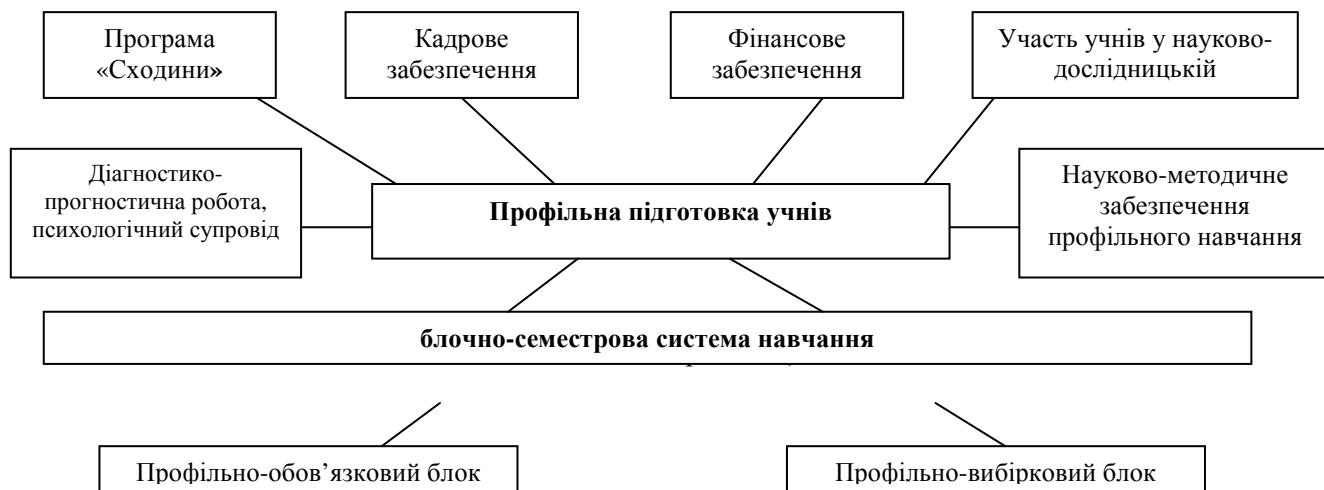 Програма
«Сходини»
Кадрове
забезпечення
Фінансове
забезпечення
Участь учнів у науково-
дослідницькій
Діагностико-
прогностична робота,
психологічний супровід
Профільна підготовка учнів
Науково-методичне
забезпечення
профільного навчання
блочно-семестрова система навчання
Профільно-обов’язковий блок
Профільно-вибірковий блок